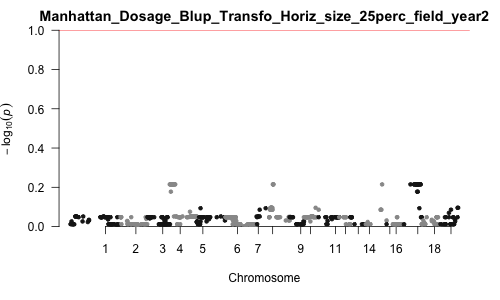 Manhattan_Dosage_Blup_Transfo_Horiz_size_25perc_field_year2
1.0
0.8
0.6
0.4
0.2
0.0
− log10(p)
1 2 3 4 5 6 7 9 11 14 16 18
Chromosome